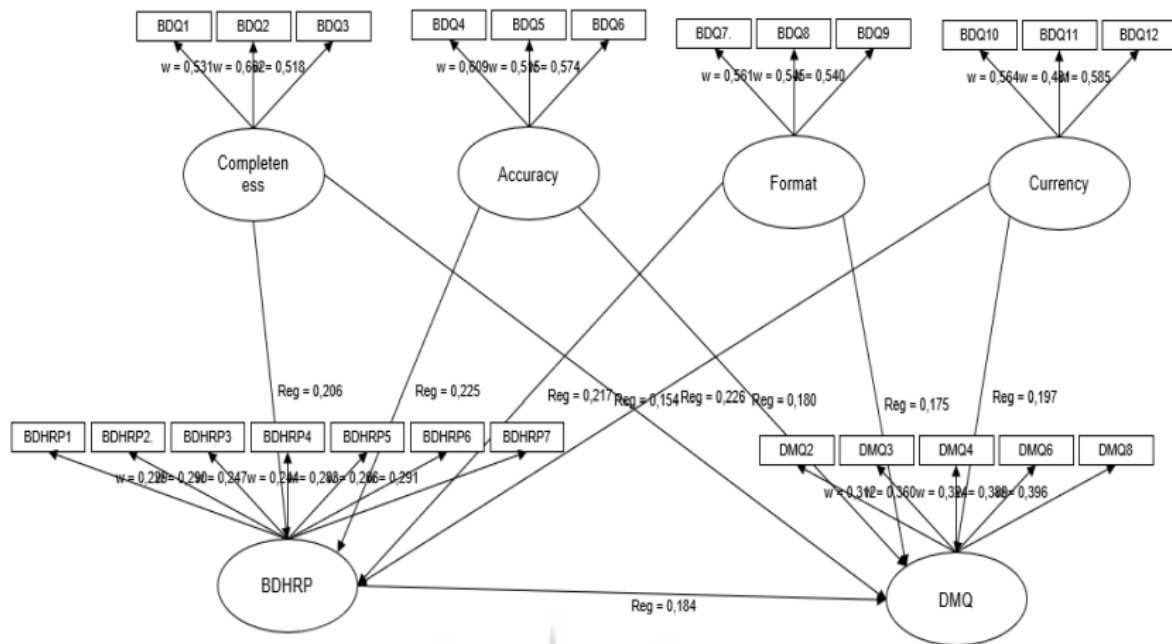 BDQ1 BDQ2 BDQ3 BDQ4 BDQ5 BDQ6 BDQ7. BDQ8 BDQ9 BDQ10 BDQ11 BDQ12
w = 0,531 = 0,518 w = 0,609 = 0,574 w = 0,561 = 0,540 w = 0,564 = 0,585
Completen
ess
Accuracy
Format
Currency
Reg = 0,206
Reg = 0,225
Reg = 0,217
0,154
0,226
0,180
Reg = 0,175
Reg = 0,197
BDHRP1 BDHRP2. BDHRP3 BDHRP4 BDHRP5 BDHRP6 BDHRP7
DMQ2 DMQ3 DMQ4 DMQ6 DMQ8
0,247 0,291
0,360 0,396
BDHRP
DMQ
Reg = 0,184